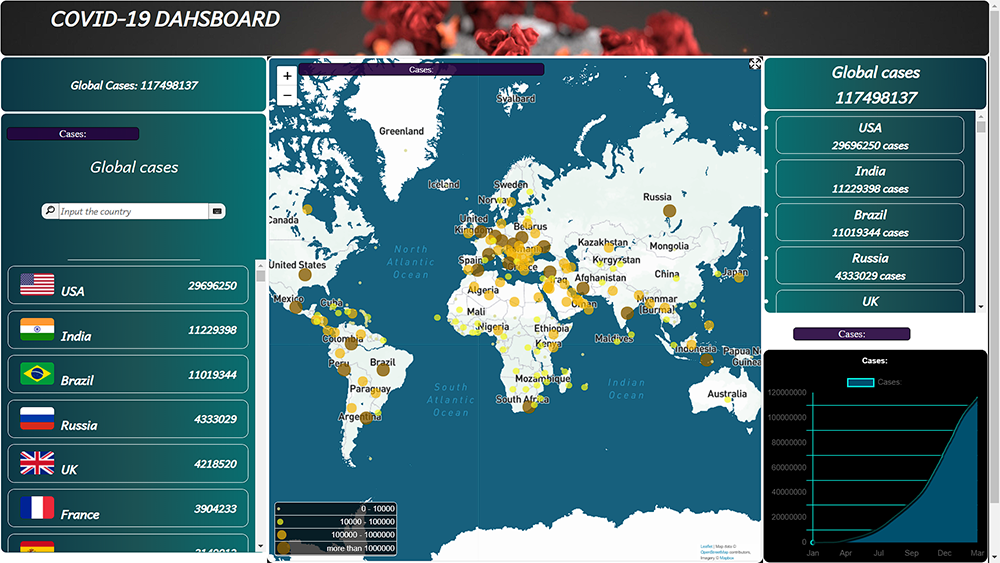 COVID-19 DAHSBOARD
Global Cases: 117498137
Cases:
Global cases
Input the country
USA 29696250
India 11229398
Brazil 11019344
Russia 4333029
UK 4218520
France 3904233
+
−
Cases:
Svalbard
Greenland
Iceland
Sweden
Norway
Russia
Canada
United
Kingdom
Belarus
Romania
North
Atlantic
Ocean
Kazakhstan
Mongolia
United States
Spain
Greece
Kyrgyzstan
China
Japan
Iraq
Afghanistan
Mexico
Cuba
Algeria
Oman
Myanmar
(Burma)
Mali
Nigeria
Ethiopia
Colombia
Kenya
Maldives
Indonesia
Papua New
Guinea
Peru
Brazil
Mozambique
South
Atlantic
Ocean
Indian
Ocean
Paraguay
South Africa
Australia
Argentina
0 - 10000
10000 - 100000
100000 - 1000000
more than 1000000
Leaflet | Map data ©
OpenStreetMap contributors,
Imagery © Mapbox
Global cases
117498137
USA
29696250 cases
India
11229398 cases
Brazil
11019344 cases
Russia
4333029 cases
UK
Cases:
Cases:
Cases:
120000000
100000000
80000000
60000000
40000000
20000000
0
Jan Apr Jul Sep Dec Mar